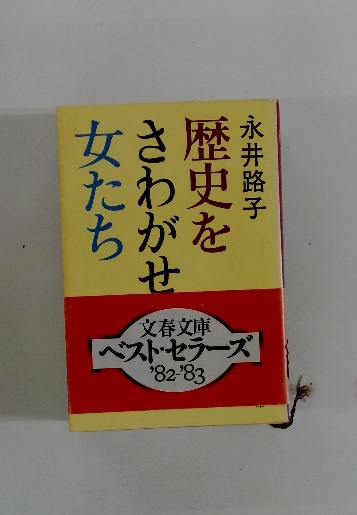 永井路子
歴史を
さわがせ
女たち
文春文庫
ベスト・セラーズ
'82-'83